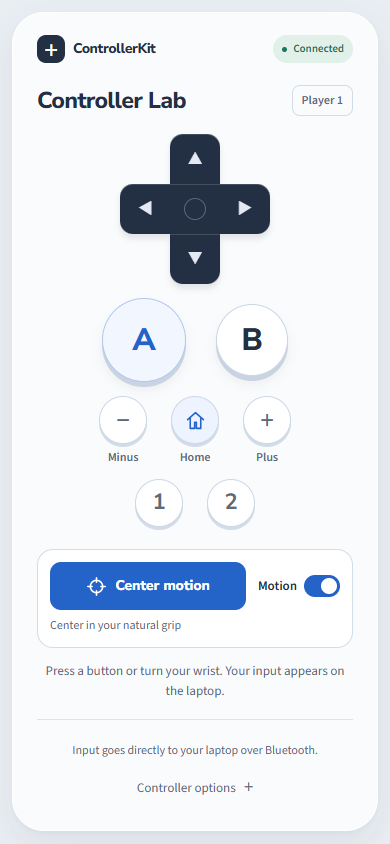 ControllerKit
Connected
Controller Lab
Player 1
A
B
Minus
Home
Plus
1
2
Center motion
Motion
Center in your natural grip
Press a button or turn your wrist. Your input appears on
the laptop.
Input goes directly to your laptop over Bluetooth.
Controller options +